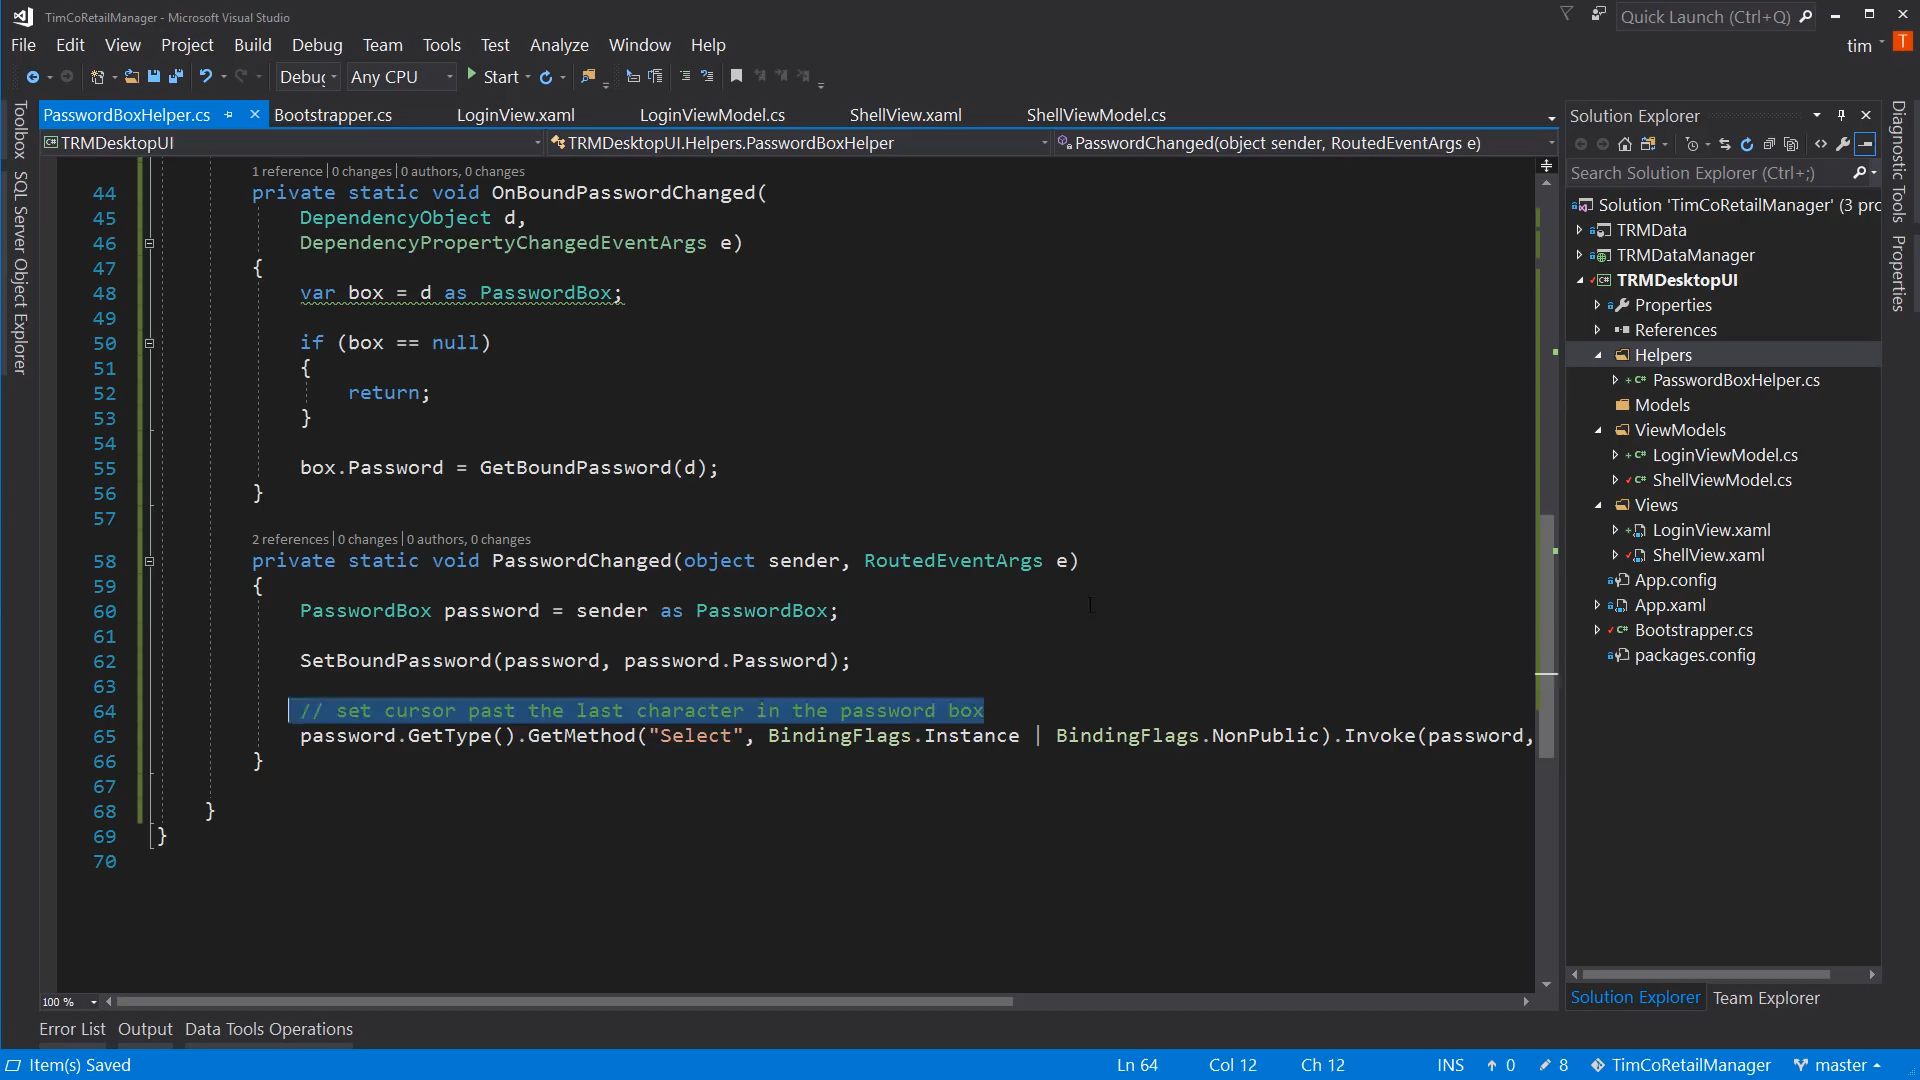 TimCoRetailManager - Microsoft Visual Studio
Quick Launch (Ctrl+Q)
File Edit View Project Build Debug Team Tools Test Analyze Window Help
tim T
Debug Any CPU Start
PasswordBoxHelper.cs Bootstrapper.cs LoginView.xaml LoginViewModel.cs ShellView.xaml ShellViewModel.cs
TRMDesktopUI TRMDesktopUI.Helpers.PasswordBoxHelper PasswordChanged(object sender, RoutedEventArgs e)
Toolbox
SQL Server Object Explorer
1 reference | 0 changes | 0 authors, 0 changes
44 private static void OnBoundPasswordChanged(
45 DependencyObject d,
46 DependencyPropertyChangedEventArgs e)
47 {
48 var box = d as PasswordBox;
49
50 if (box == null)
51 {
52 return;
53 }
54
55 box.Password = GetBoundPassword(d);
56 }
57
2 references | 0 changes | 0 authors, 0 changes
58 private static void PasswordChanged(object sender, RoutedEventArgs e)
59 {
60 PasswordBox password = sender as PasswordBox;
61
62 SetBoundPassword(password, password.Password);
63
64 // set cursor past the last character in the password box
65 password.GetType().GetMethod("Select", BindingFlags.Instance | BindingFlags.NonPublic).Invoke(password,
66 }
67
68 }
69 }
70
100 %
Solution Explorer
Search Solution Explorer (Ctrl+;)
Solution 'TimCoRetailManager' (3 pro
TRMData
TRMDataManager
TRMDesktopUI
Properties
References
Helpers
PasswordBoxHelper.cs
Models
ViewModels
LoginViewModel.cs
ShellViewModel.cs
Views
LoginView.xaml
ShellView.xaml
App.config
App.xaml
Bootstrapper.cs
packages.config
Solution Explorer Team Explorer
Diagnostic Tools
Properties
Error List Output Data Tools Operations
Item(s) Saved Ln 64 Col 12 Ch 12 INS 0 8 TimCoRetailManager master